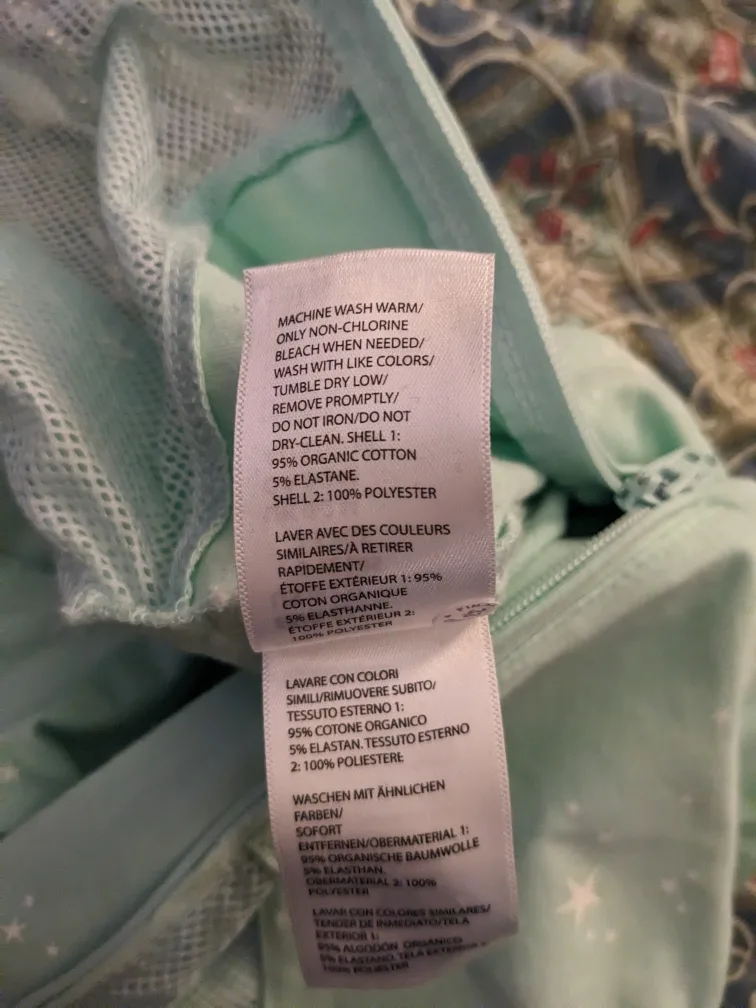 MACHINE WASH WARM/
ONLY NON-CHLORINE
BLEACH WHEN NEEDED/
WASH WITH LIKE COLORS/
TUMBLE DRY LOW/
REMOVE PROMPTLY/
DO NOT IRON/DO NOT
DRY-CLEAN. SHELL 1:
95% ORGANIC COTTON
5% ELASTANE.
SHELL 2: 100% POLYESTER
LAVER AVEC DES COULEURS
SIMILAIRES/À RETIRER
RAPIDEMENT/
ÉTOFFE EXTÉRIEUR 1: 95%
COTON ORGANIQUE
5% ELASTHANNE.
ÉTOFFE EXTÉRIEUR 2:
100% POLYESTER
LAVARE CON COLORI
SIMILI/RIMUOVERE SUBITO/
TESSUTO ESTERNO 1:
95% COTONE ORGANICO
5% ELASTAN. TESSUTO ESTERNO
2: 100% POLIESTERE
WASCHEN MIT ÄHNLICHEN
FARBEN/
SOFORT
ENTFERNEN/OBERMATERIAL 1:
95% ORGANISCHE BAUMWOLLE
5% ELASTHAN.
OBERMATERIAL 2: 100%
POLYESTER
LAVAR CON COLORES SIMILARES/
TENDER DE INMEDIATO/TELA
EXTERIOR 1:
95% ALGODÓN ORGANICO
5% ELASTANO. TELA EXTERIOR
100% POLIESTER